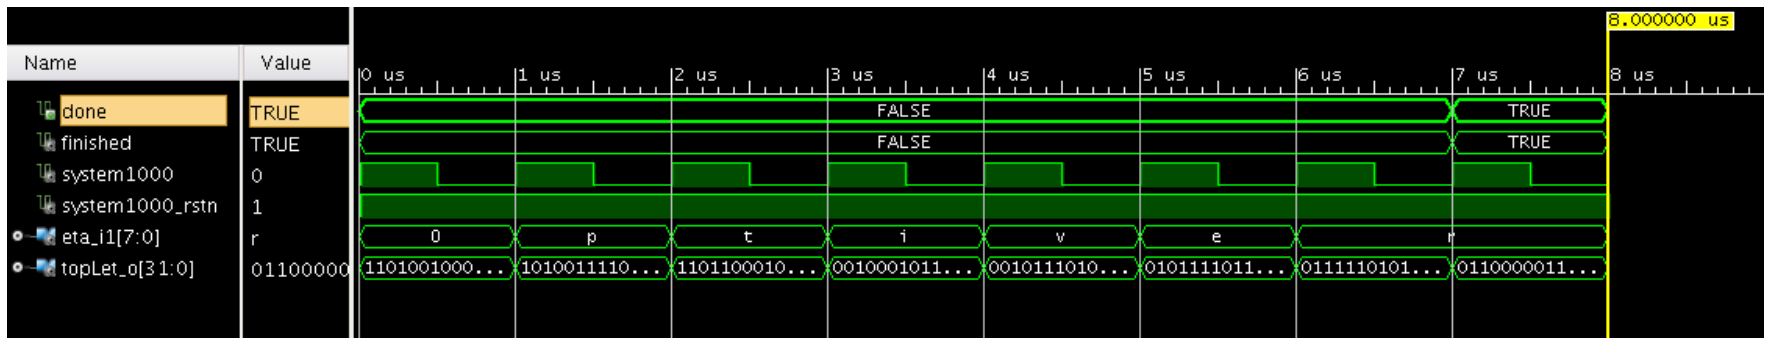 8.000000 us
Name Value 0 us 1 us 2 us 3 us 4 us 5 us 6 us 7 us 8 us
done TRUE FALSE TRUE
finished TRUE FALSE TRUE
system1000 0
system1000_rstn 1
eta_i1[7:0] r 0 p t i v e r
topLet_o[31:0] 01100000 1101001000... 1010011110... 1101100010... 0010001011... 0010111010... 0101111011... 0111110101... 0110000011...